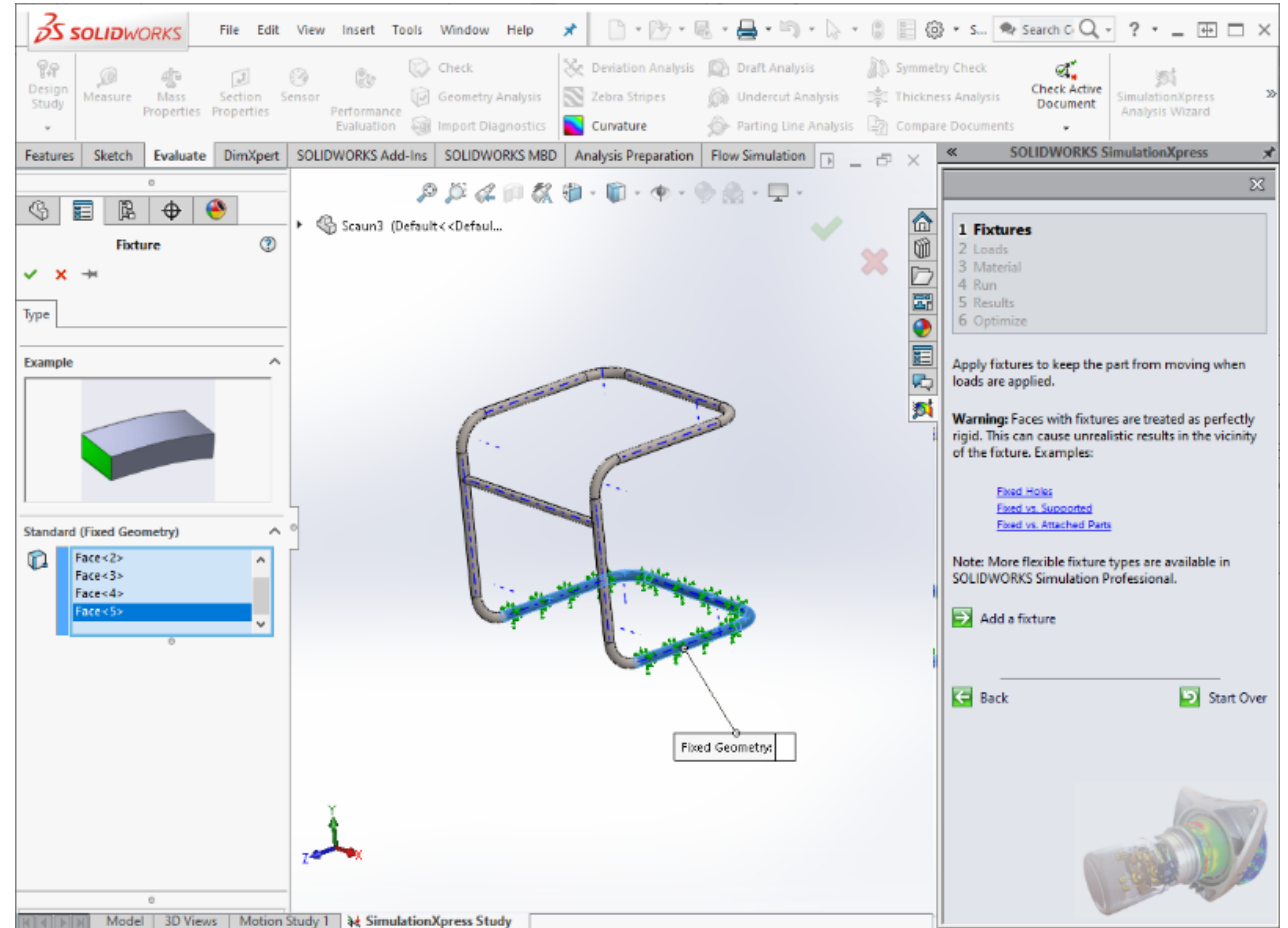 SOLIDWORKS File Edit View Insert Tools Window Help S... Search C ?
Design Study
Measure
Mass Properties
Section Properties
Sensor
Performance Evaluation
Check
Geometry Analysis
Import Diagnostics
Deviation Analysis
Zebra Stripes
Curvature
Draft Analysis
Undercut Analysis
Parting Line Analysis
Symmetry Check
Thickness Analysis
Compare Documents
Check Active Document
SimulationXpress Analysis Wizard
Features Sketch Evaluate DimXpert SOLIDWORKS Add-Ins SOLIDWORKS MBD Analysis Preparation Flow Simulation
Fixture
Type
Example
Standard (Fixed Geometry)
Face<2>
Face<3>
Face<4>
Face<5>
Scaun3 (Default<<Defaul...
Fixed Geometry:
Y
Z
X
SOLIDWORKS SimulationXpress
1 Fixtures
2 Loads
3 Material
4 Run
5 Results
6 Optimize
Apply fixtures to keep the part from moving when
loads are applied.
Warning: Faces with fixtures are treated as perfectly
rigid. This can cause unrealistic results in the vicinity
of the fixture. Examples:
Fixed Holes
Fixed vs. Supported
Fixed vs. Attached Parts
Note: More flexible fixture types are available in
SOLIDWORKS Simulation Professional.
Add a fixture
Back Start Over
Model 3D Views Motion Study 1 SimulationXpress Study